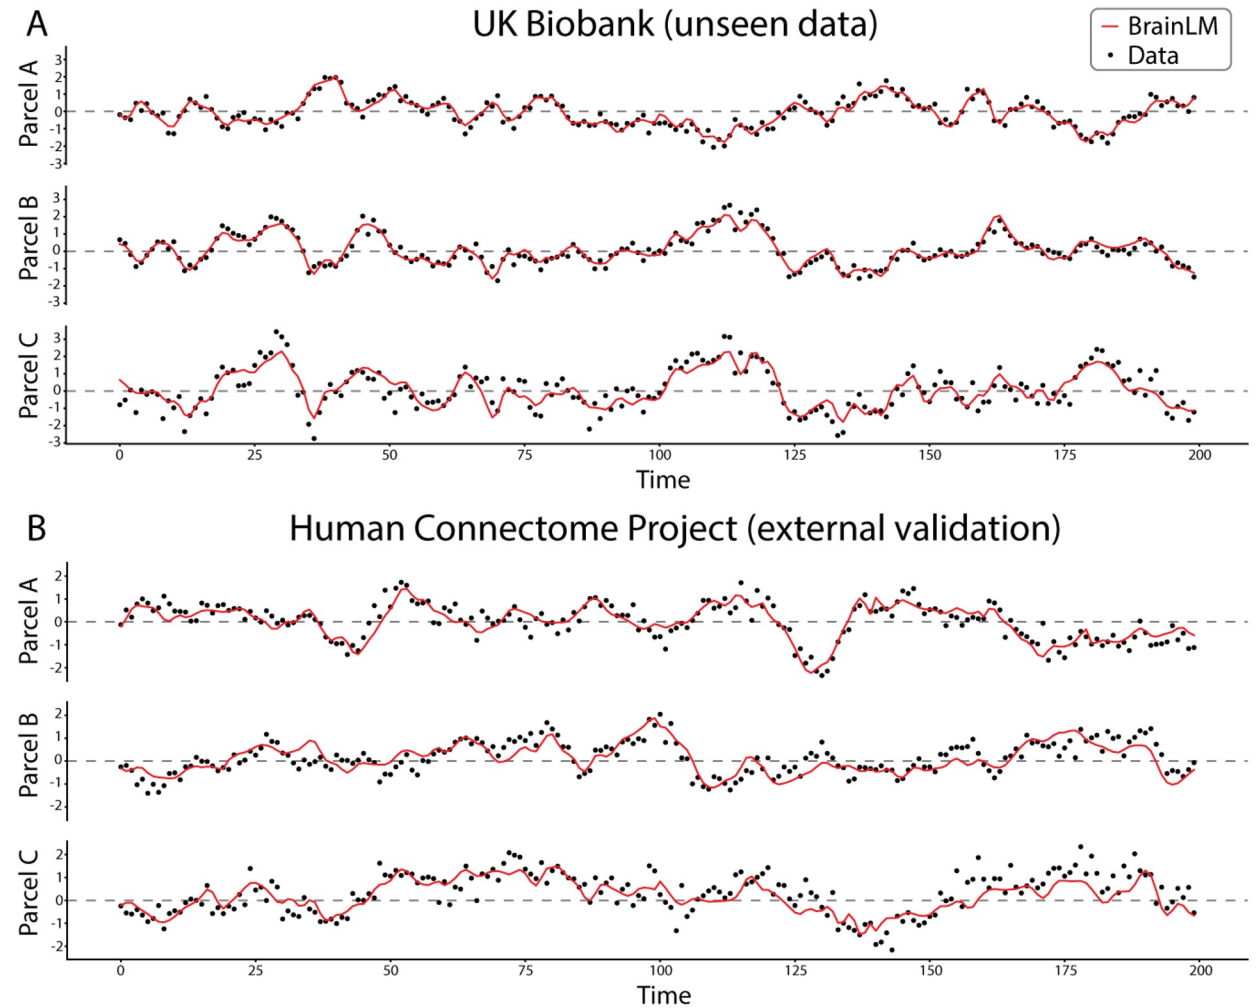 A
UK Biobank (unseen data)
BrainLM
Data
Parcel A
3
2
1
0
-1
-2
-3
Parcel B
3
2
1
0
-1
-2
-3
Parcel C
3
2
1
0
-1
-2
-3
0 25 50 75 100 125 150 175 200
Time
B
Human Connectome Project (external validation)
Parcel A
2
1
0
-1
-2
Parcel B
2
1
0
-1
-2
Parcel C
2
1
0
-1
-2
0 25 50 75 100 125 150 175 200
Time